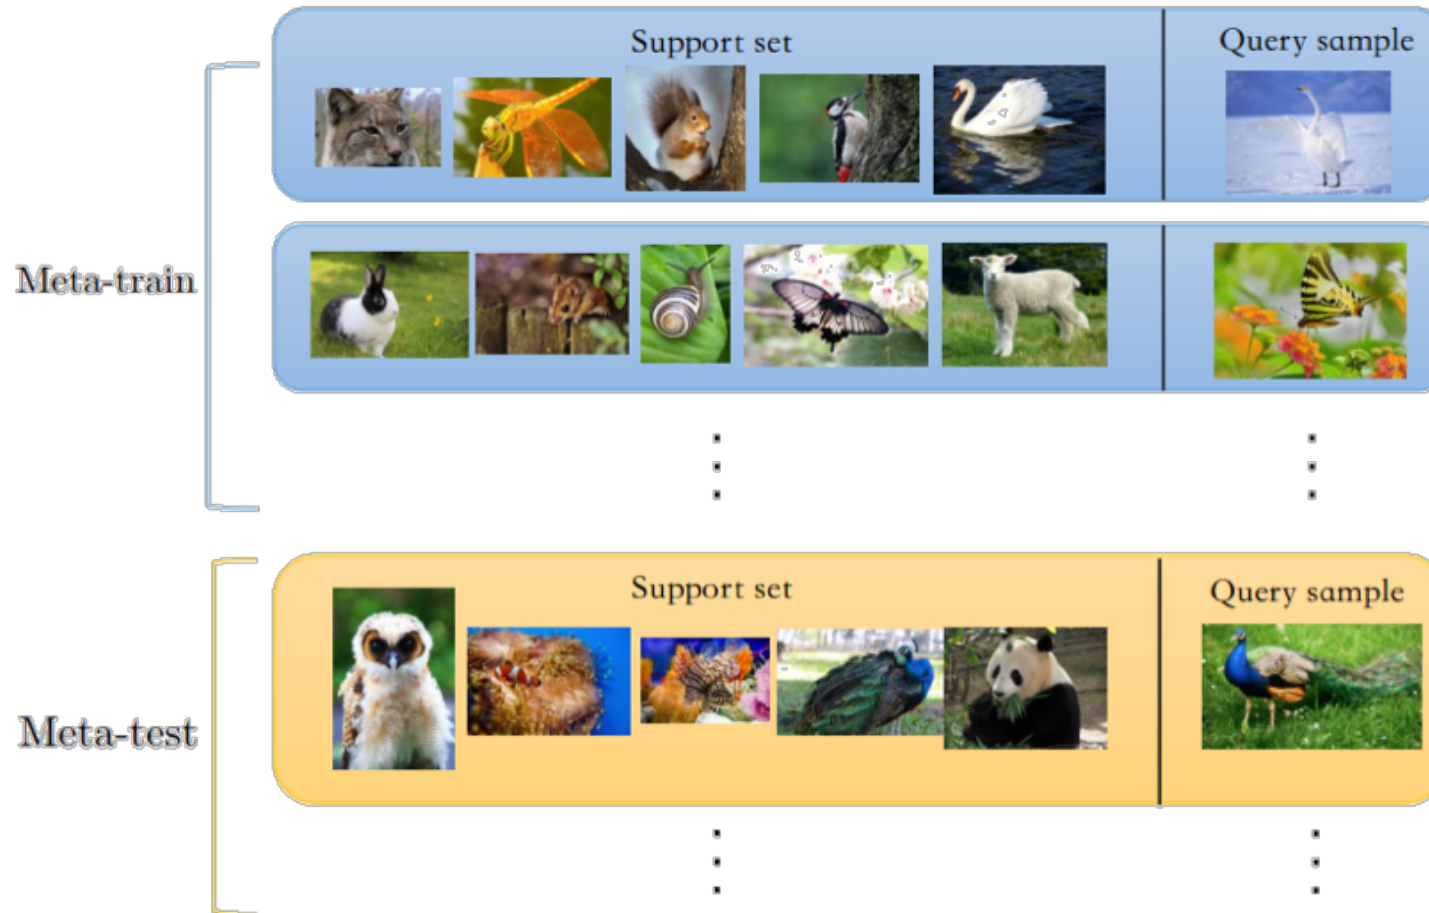 Support set
Query sample
Meta-train
Support set
Query sample
Meta-test